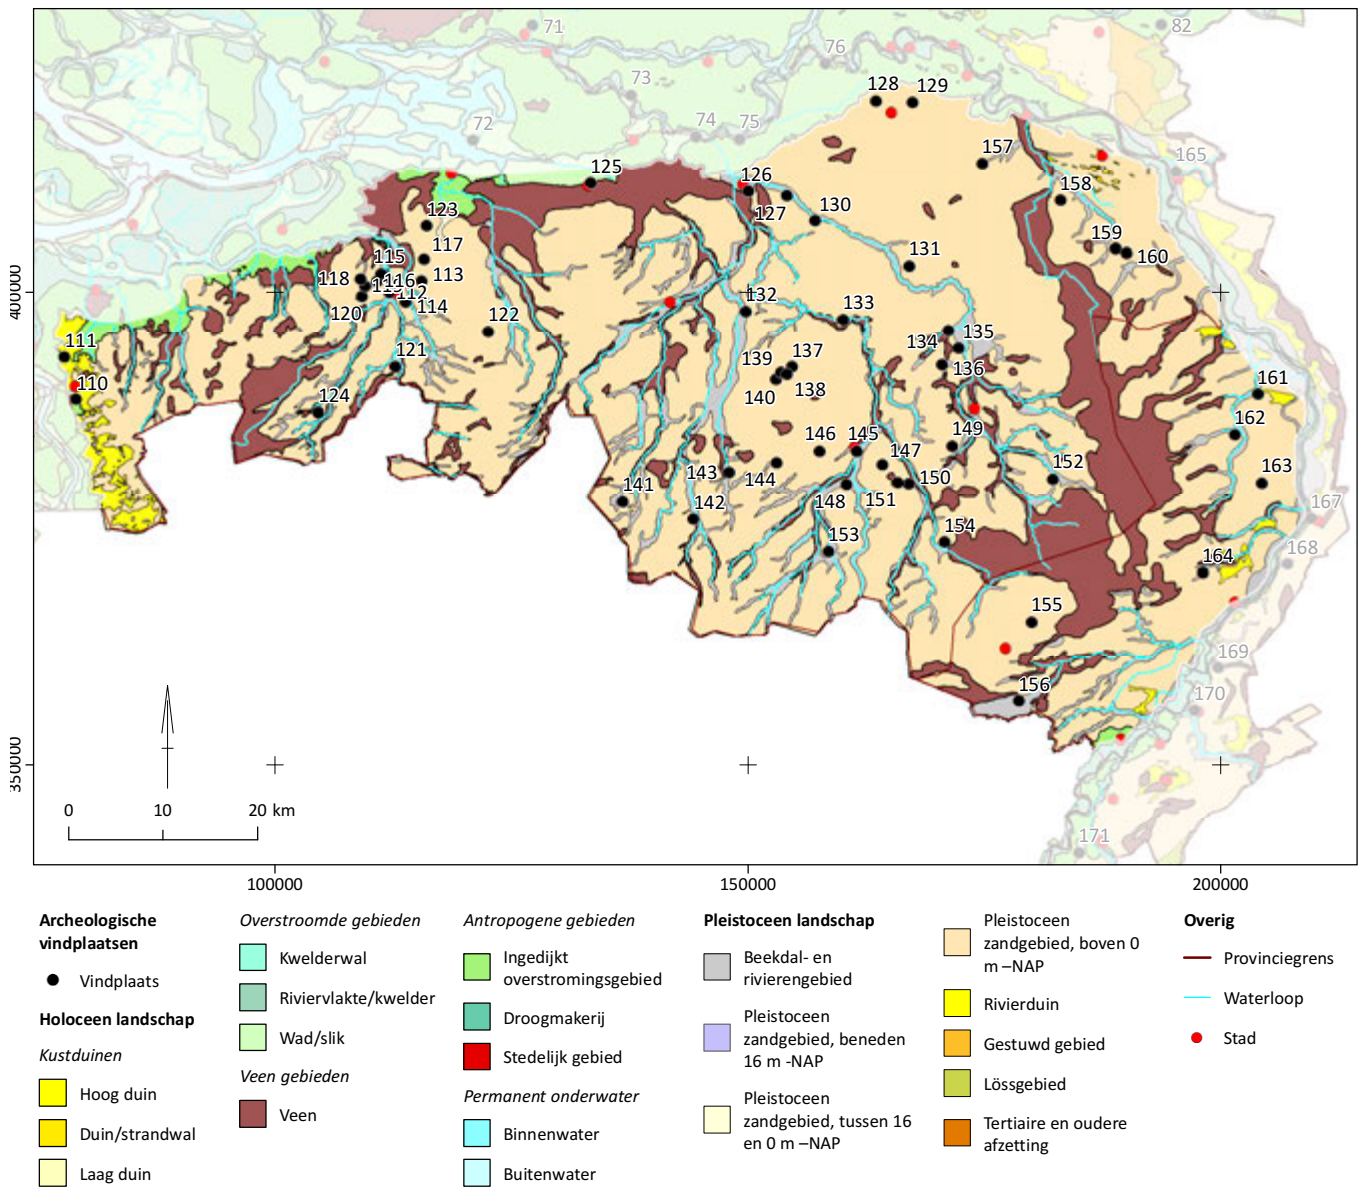 71
82
76
73
72
74
75
128
129
157
165
125
126
158
127
130
123
159
160
117
131
115
118
116
113
119
112
114
120
400000
132
133
122
134
135
111
121
139
137
136
110
138
140
161
124
162
146
145
149
147
152
163
143
144
150
141
148
151
142
167
154
153
168
164
155
169
156
170
350000
0
10
20 km
171
100000
150000
200000
Archeologische
vindplaatsen
Vindplaats
Holoceen landschap
Kustduinen
Hoog duin
Duin/strandwal
Laag duin
Overstroomde gebieden
Kwelderwal
Riviervlakte/kwelder
Wad/slik
Veen gebieden
Veen
Antropogene gebieden
Ingedijkt
overstromingsgebied
Droogmakerij
Stedelijk gebied
Permanent onderwater
Binnenwater
Buitenwater
Pleistoceen landschap
Beekdal- en
rivierengebied
Pleistoceen
zandgebied, beneden
16 m -NAP
Pleistoceen
zandgebied, tussen 16
en 0 m –NAP
Pleistoceen
zandgebied, boven 0
m –NAP
Rivierduin
Gestuwd gebied
Lössgebied
Tertiaire en oudere
afzetting
Overig
Provinciegrens
Waterloop
Stad